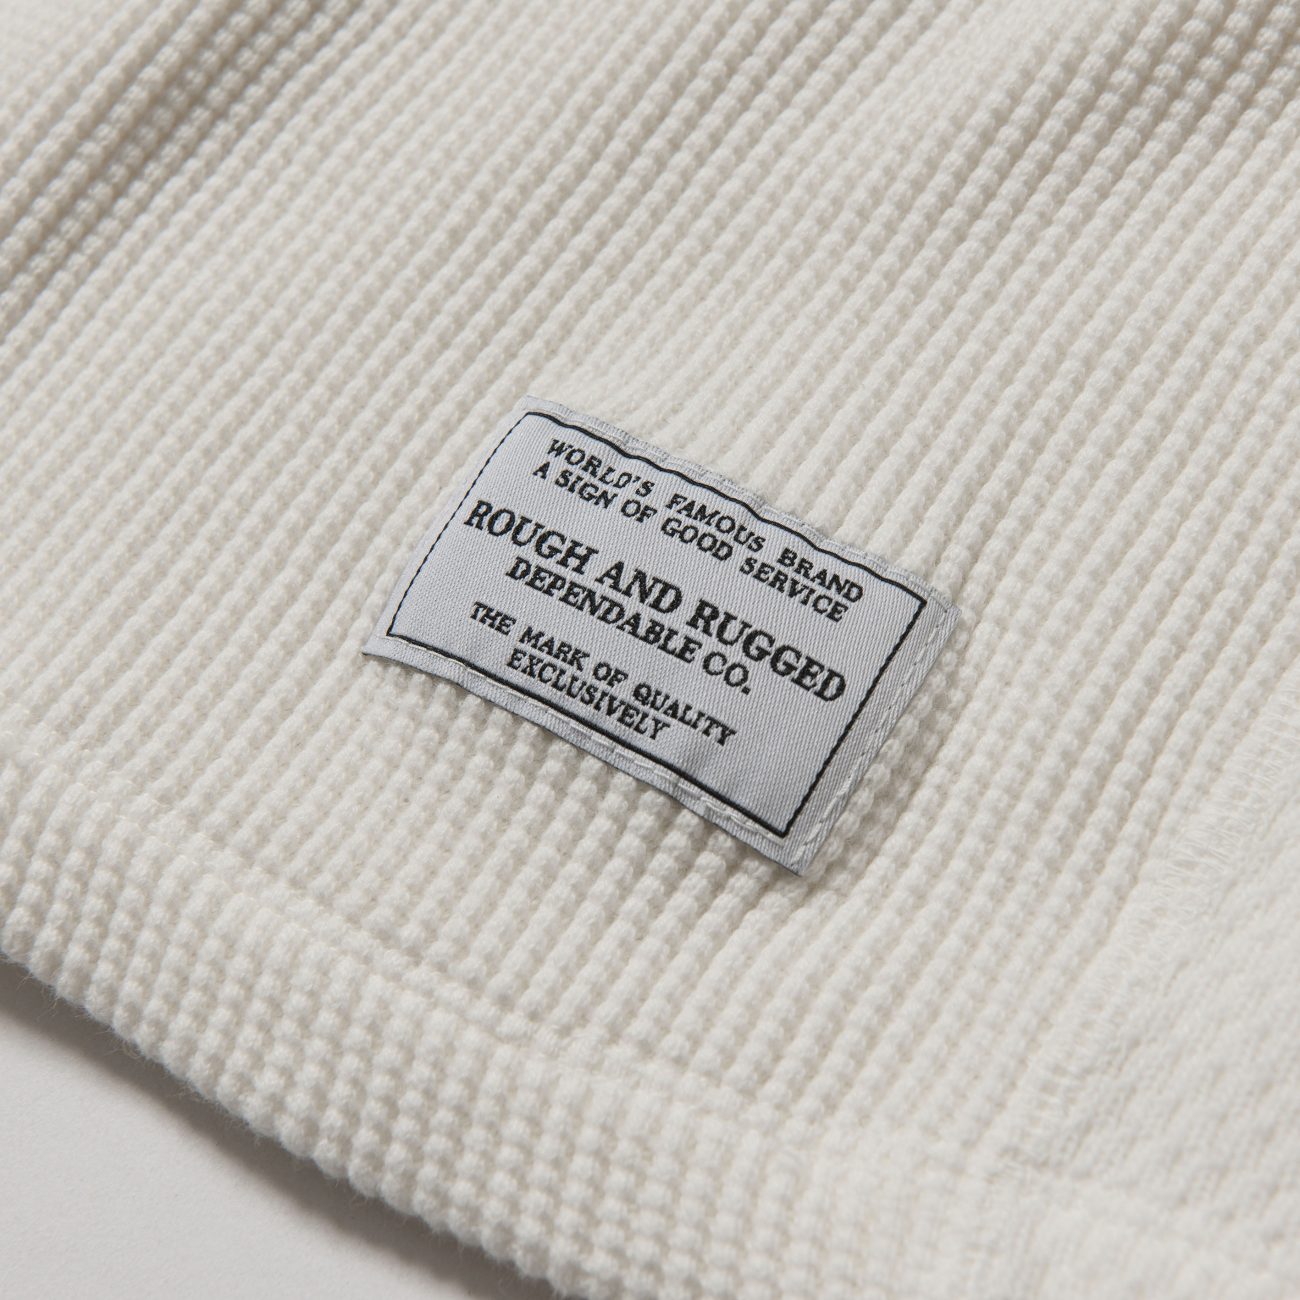 WORLD'S FAMOUS BRAND
A SIGN OF GOOD SERVICE
ROUGH AND RUGGED
DEPENDABLE CO.
THE MARK OF QUALITY
EXCLUSIVELY